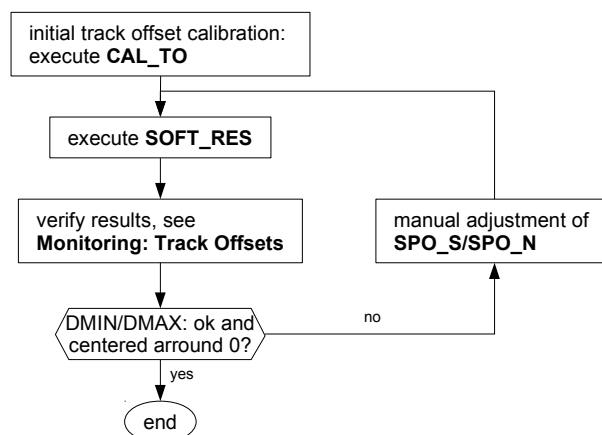 initial track offset calibration:
execute CAL_TO
execute SOFT_RES
verify results, see
Monitoring: Track Offsets
manual adjustment of
SPO_S/SPO_N
DMIN/DMAX: ok and
centered arround 0?
no
yes
end